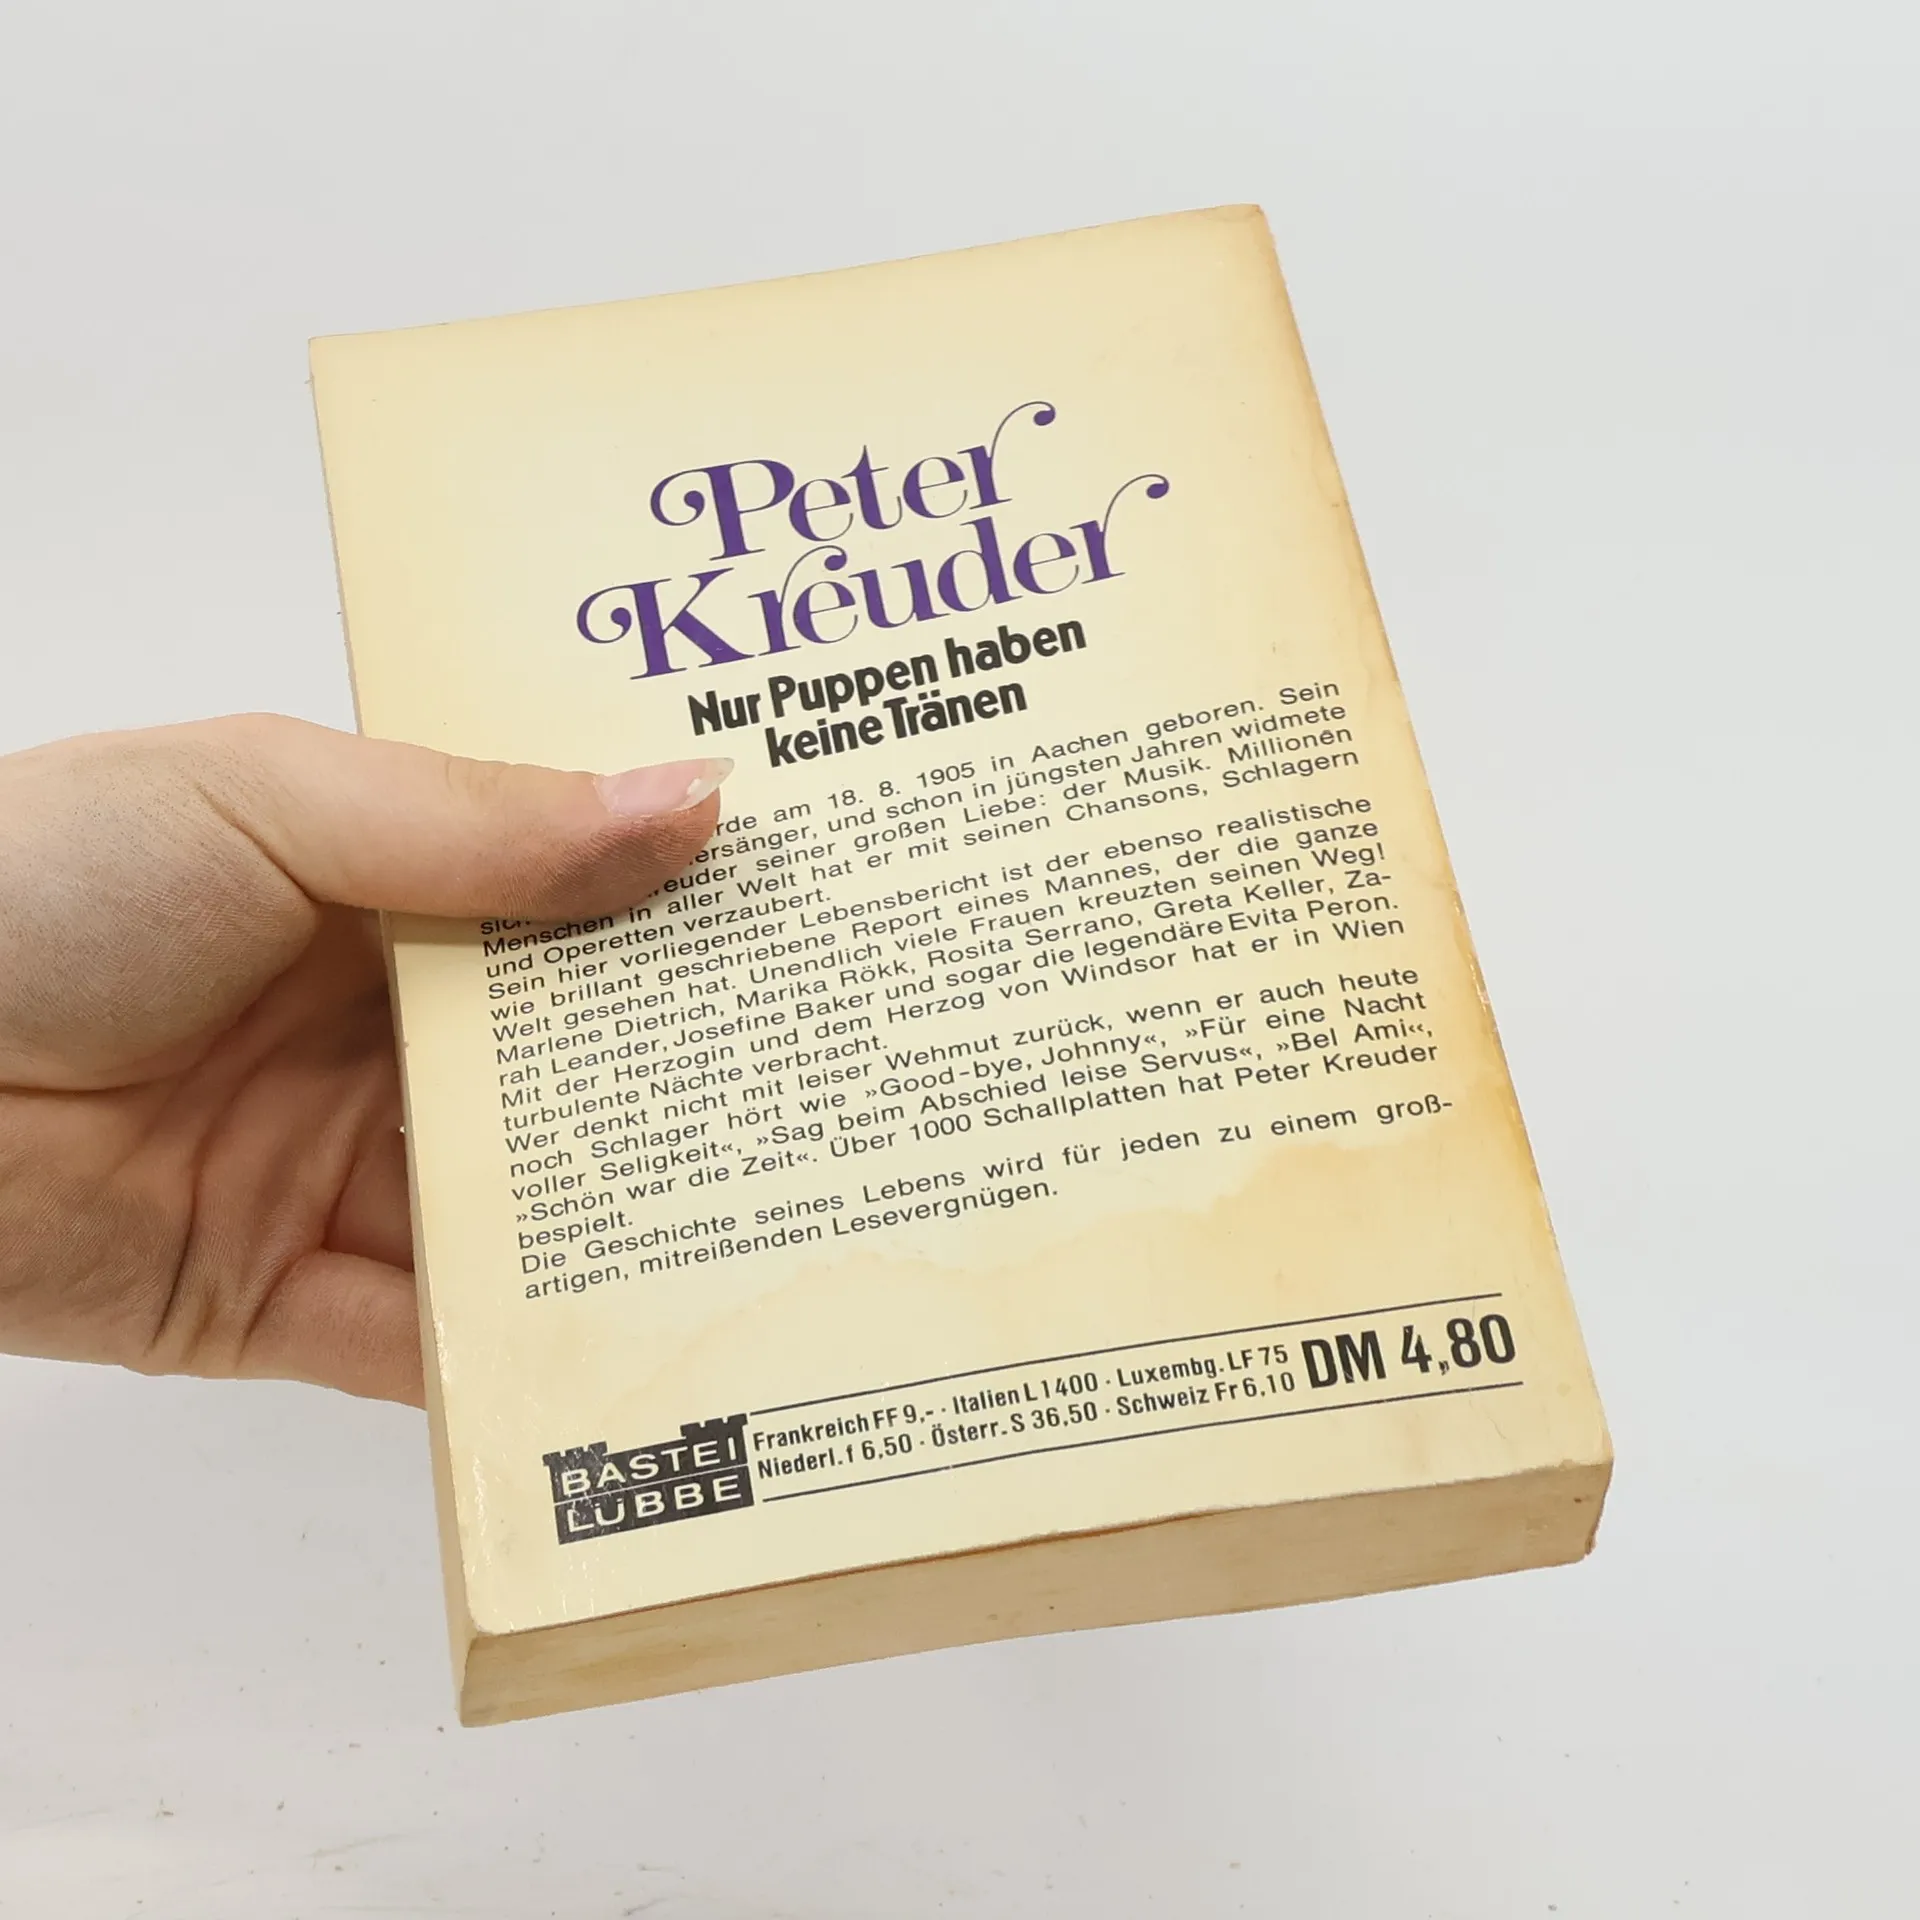 Peter
Kreuder
Nur Puppen haben
keine Tränen
am 18. 8. 1905 in Aachen geboren. Sein
und schon in jüngsten Jahren widmete
seiner großen Liebe: der Musik. Millionen
Menschen in aller Welt hat er mit seinen Chansons, Schlagern
und Operetten verzaubert.
Sein hier vorliegender Lebensbericht ist der ebenso realistische
wie brillant geschriebene Report eines Mannes, der die ganze
Welt gesehen hat. Unendlich viele Frauen kreuzten seinen Weg!
Marlene Dietrich, Marika Rökk, Rosita Serrano, Greta Keller, Za-
rah Leander, Josefine Baker und sogar die legendäre Evita Peron.
Mit der Herzogin und dem Herzog von Windsor hat er in Wien
turbulente Nächte verbracht.
Wer denkt nicht mit leiser Wehmut zurück, wenn er auch heute
noch Schlager hört wie »Good-bye, Johnny«, »Für eine Nacht
voller Seligkeit«, »Sag beim Abschied leise Servus«, »Bel Ami«,
»Schön war die Zeit«. Über 1000 Schallplatten hat Peter Kreuder
bespielt.
Die Geschichte seines Lebens wird für jeden zu einem groß-
artigen, mitreißenden Lesevergnügen.
BASTEI
LÜBBE
Frankreich FF 9,- · Italien L 1400 · Luxembg. LF 75
Niederl. f 6,50 · Österr. S 36,50 · Schweiz Fr 6,10
DM 4,80